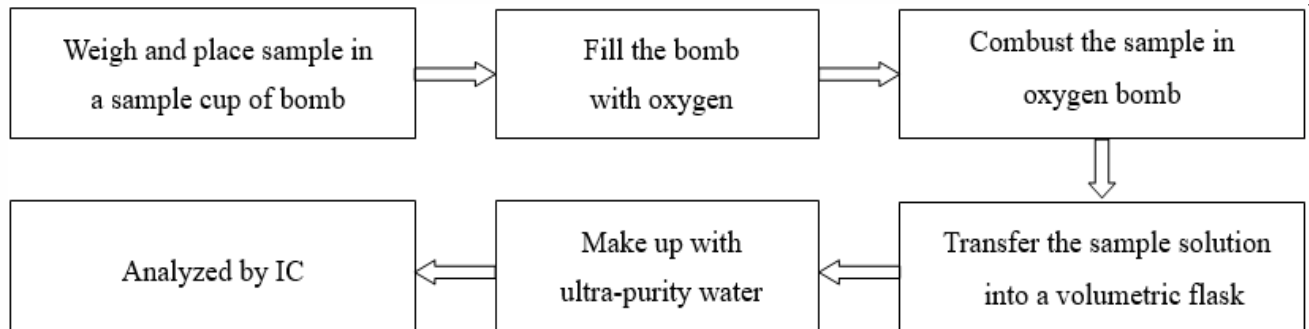 Weigh and place sample in
a sample cup of bomb
Fill the bomb
with oxygen
Combust the sample in
oxygen bomb
Transfer the sample solution
into a volumetric flask
Make up with
ultra-purity water
Analyzed by IC